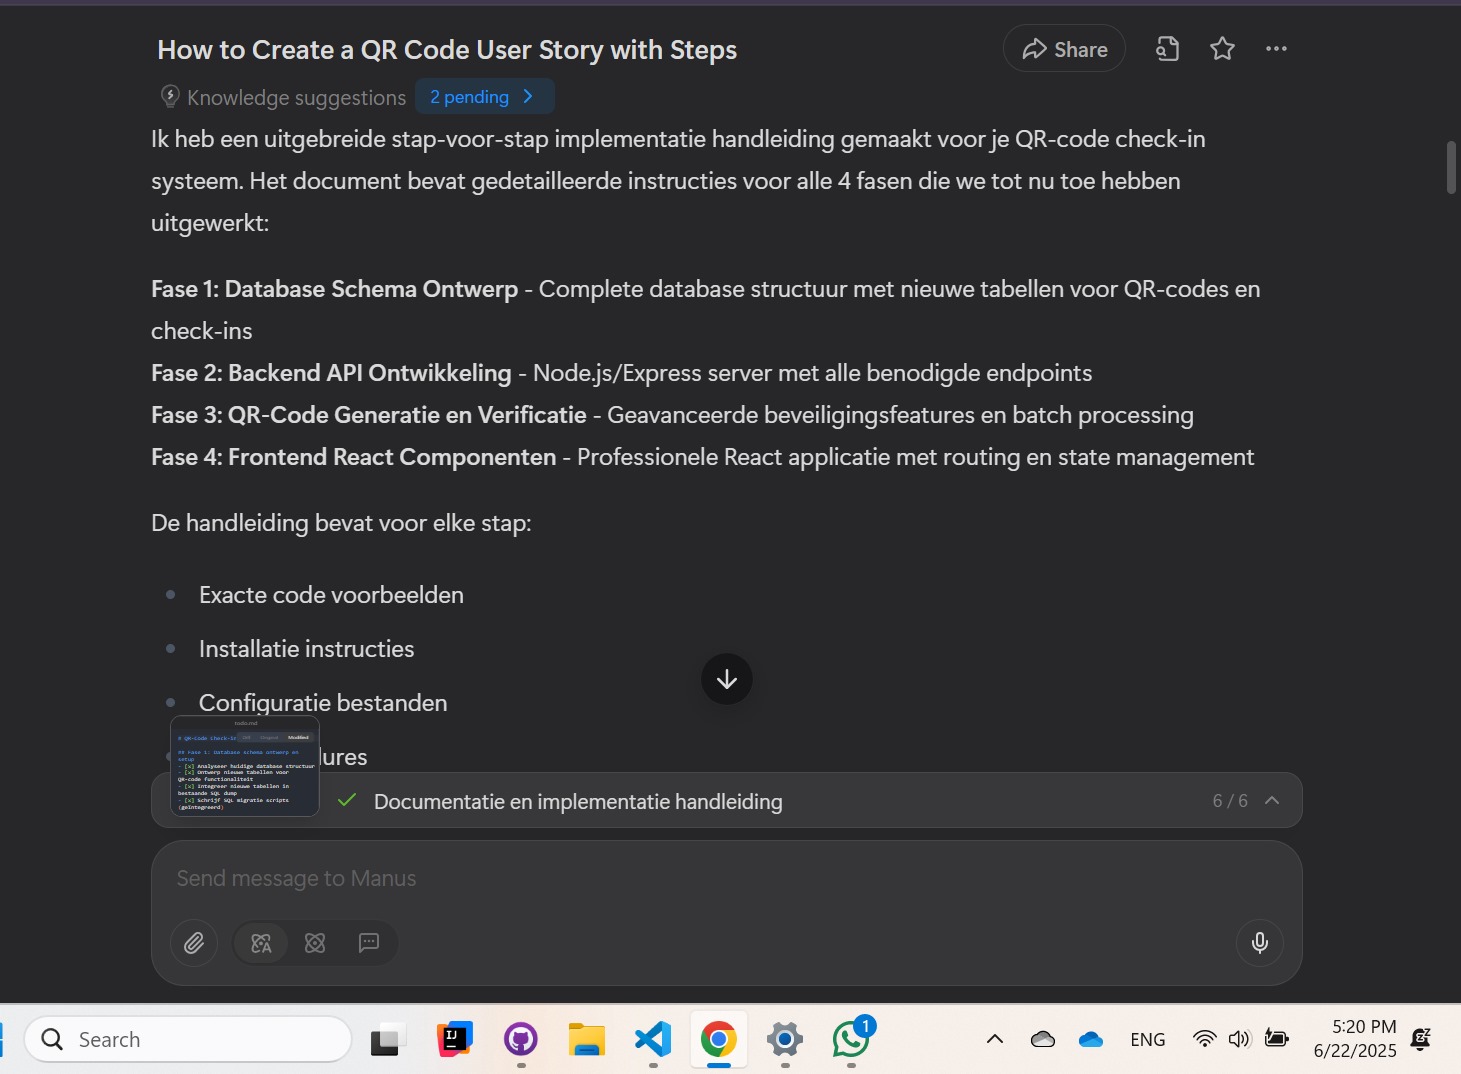 How to Create a QR Code User Story with Steps
Share
Knowledge suggestions
2 pending
Ik heb een uitgebreide stap-voor-stap implementatie handleiding gemaakt voor je QR-code check-in
systeem. Het document bevat gedetailleerde instructies voor alle 4 fasen die we tot nu toe hebben
uitgewerkt:
Fase 1: Database Schema Ontwerp - Complete database structuur met nieuwe tabellen voor QR-codes en
check-ins
Fase 2: Backend API Ontwikkeling - Node.js/Express server met alle benodigde endpoints
Fase 3: QR-Code Generatie en Verificatie - Geavanceerde beveiligingsfeatures en batch processing
Fase 4: Frontend React Componenten - Professionele React applicatie met routing en state management
De handleiding bevat voor elke stap:
Exacte code voorbeelden
Installatie instructies
Configuratie bestanden
lures
# QR-code Check-in
Modified
## Fase 1: Database schema ontwerp en
setup
- [x] Analyseer huidige database structuur
- [x] Ontwerp nieuwe tabellen voor
QR-code functionaliteit
- [x] Integreer nieuwe tabellen in
bestaande SQL dump
- [x] Schrijf SQL migratie scripts
(geïntegreerd)
Documentatie en implementatie handleiding
6 / 6
Send message to Manus
Search
IJ
1
ENG
5:20 PM
6/22/2025